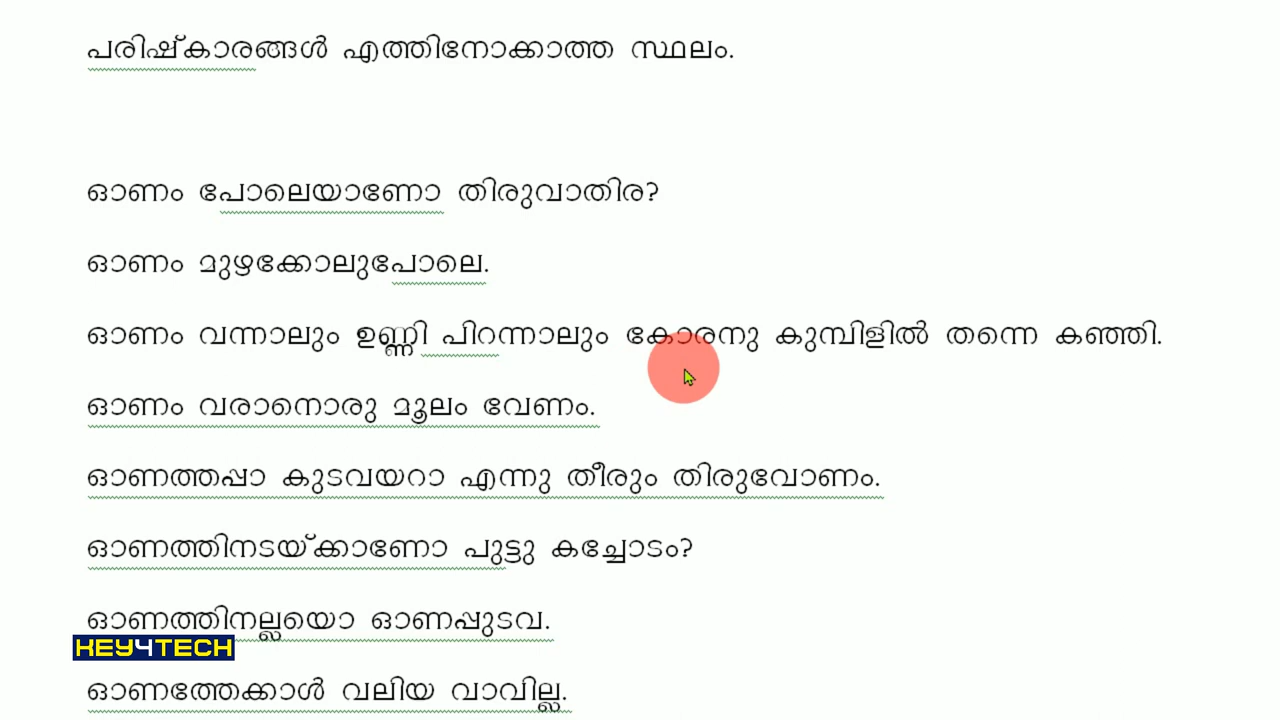 പരിഷ്കാരങ്ങൾ എത്തിനോക്കാത്ത സ്ഥലം.
ഓണം പോലെയാണോ തിരുവാതിര?
ഓണം മുഴക്കോലുപോലെ.
ഓണം വന്നാലും ഉണ്ണി പിറന്നാലും കോരനു കുമ്പിളിൽ തന്നെ കഞ്ഞി.
ഓണം വരാനൊരു മൂലം വേണം.
ഓണത്തപ്പാ കുടവയറാ എന്നു തീരും തിരുവോണം.
ഓണത്തിനടയ്ക്കാണോ പുട്ടു കച്ചോടം?
ഓണത്തിനല്ലയൊ ഓണപ്പുടവ.
KEY4TECH
ഓണത്തേക്കാൾ വലിയ വാവില്ല.